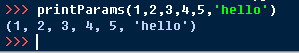 >>> printParams(1,2,3,4,5,'hello')
(1, 2, 3, 4, 5, 'hello')
>>>